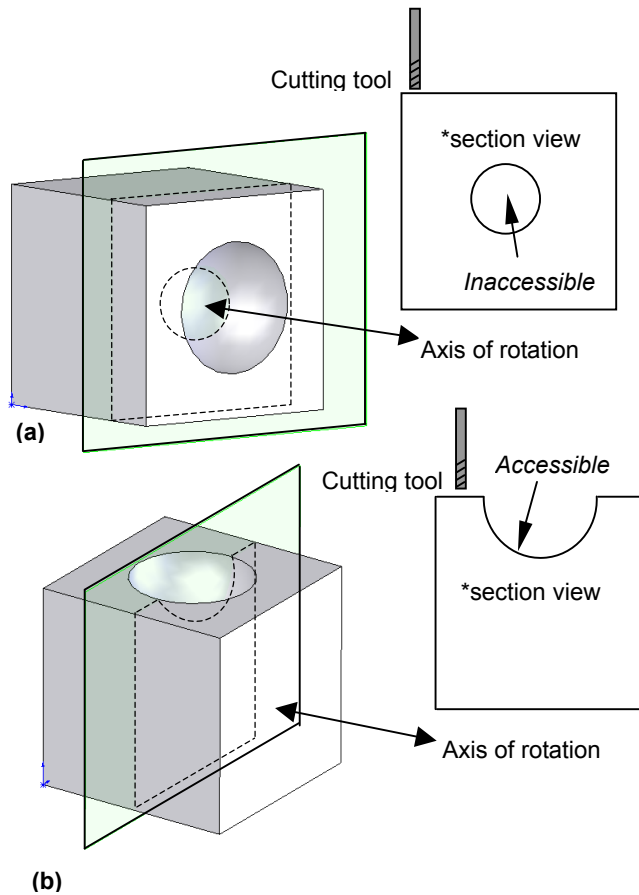 Cutting tool
*section view
Inaccessible
Axis of rotation
(a)
Cutting tool
Accessible
*section view
Axis of rotation
(b)